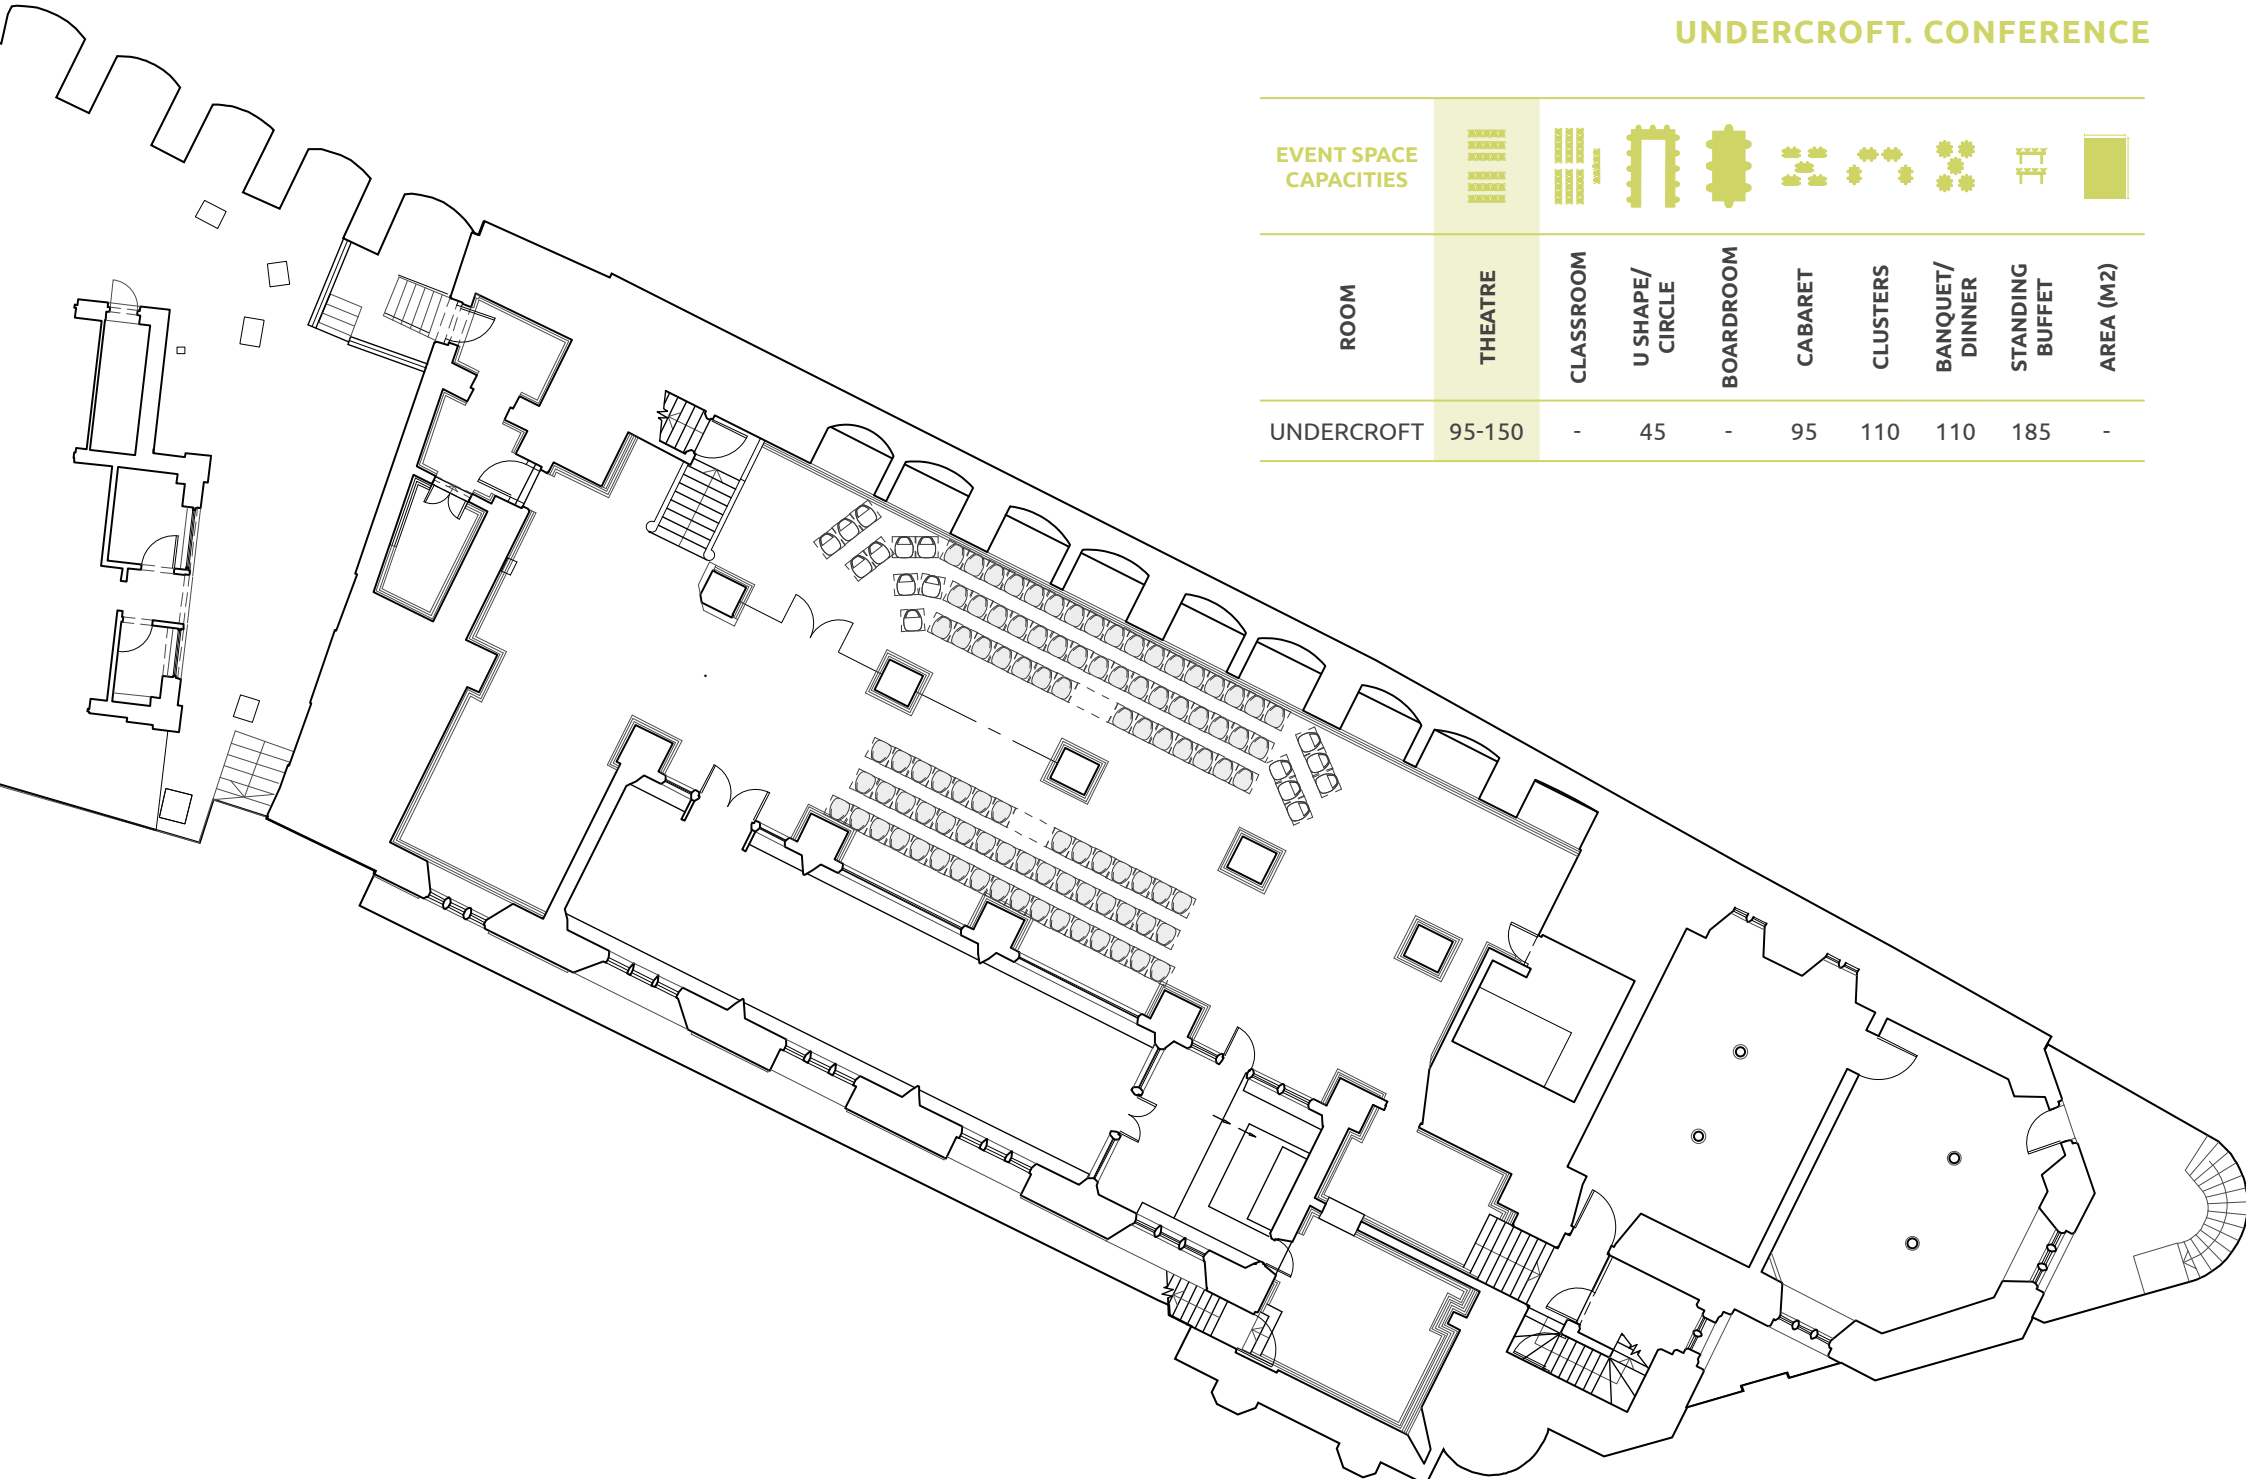 UNDERCROFT. CONFERENCE
EVENT SPACE
CAPACITIES
ROOM
THEATRE
CLASSROOM
U SHAPE/
CIRCLE
BOARDROOM
CABARET
CLUSTERS
BANQUET/
DINNER
STANDING
BUFFET
AREA (M2)
UNDERCROFT 95-150 - 45 - 95 110 110 185 -